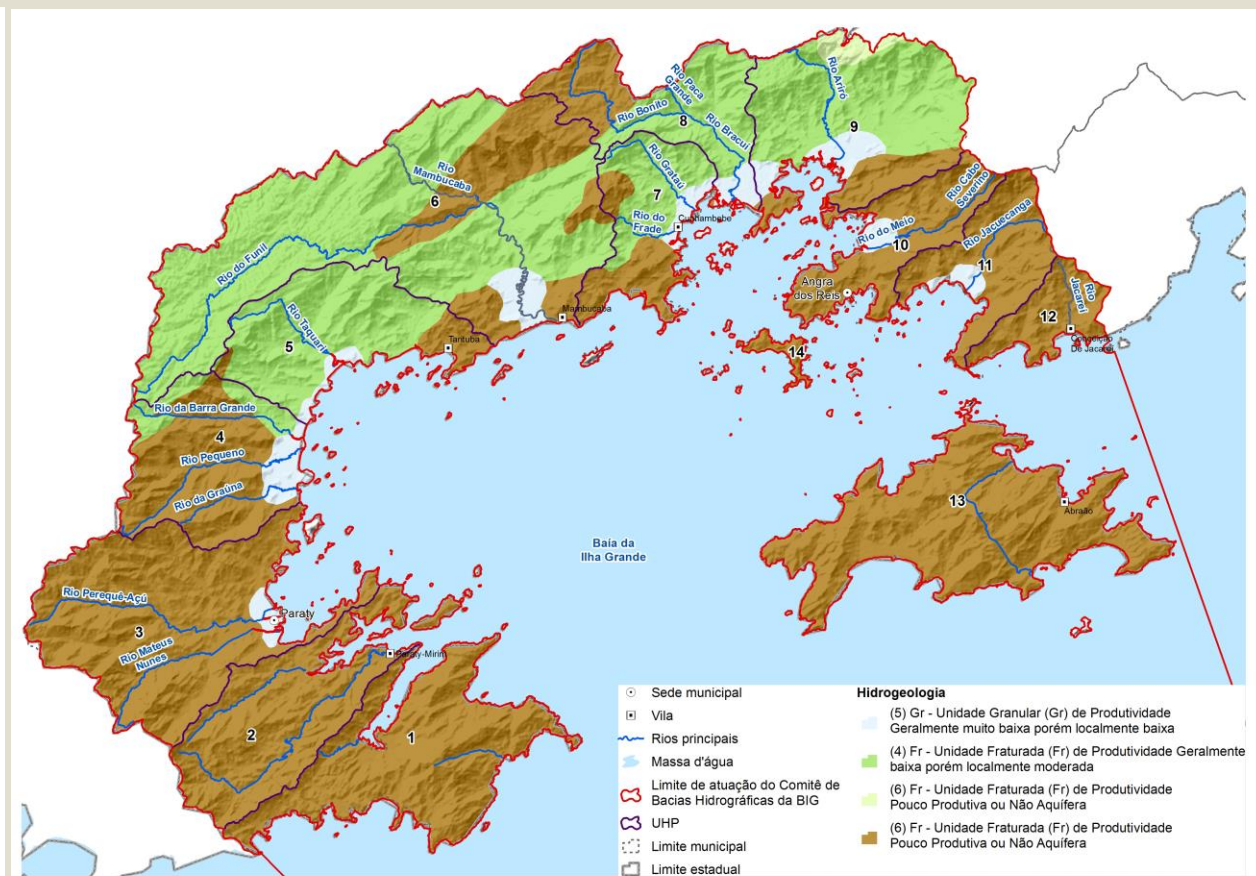 Rio Paca
Grande
Rio Ariró
Rio Bonito
8
Rio Bracuí
9
Rio
Mambucaba
6
Rio Grataú
7
Rio do
Frade
Cunhambebe
Rio Cabo
Severino
Rio do Meio
10
Rio Jacuecanga
11
Rio do Funil
Angra
dos Reis
Rio
Jacareí
12
Conceição
De Jacareí
Mambucaba
Rio Taquari
5
Tarituba
14
Rio da Barra Grande
4
Rio Pequeno
Rio da Graúna
13
Abraão
Baía da
Ilha Grande
Rio Perequê-Açú
Paraty
3
Rio Mateus
Nunes
Paraty-Mirim
2
1
Sede municipal
Vila
Rios principais
Massa d'água
Limite de atuação do Comitê de
Bacias Hidrográficas da BIG
UHP
Limite municipal
Limite estadual
Hidrogeologia
(5) Gr - Unidade Granular (Gr) de Produtividade
Geralmente muito baixa porém localmente baixa
(4) Fr - Unidade Fraturada (Fr) de Produtividade Geralmente
baixa porém localmente moderada
(6) Fr - Unidade Fraturada (Fr) de Produtividade
Pouco Produtiva ou Não Aquífera
(6) Fr - Unidade Fraturada (Fr) de Produtividade
Pouco Produtiva ou Não Aquífera